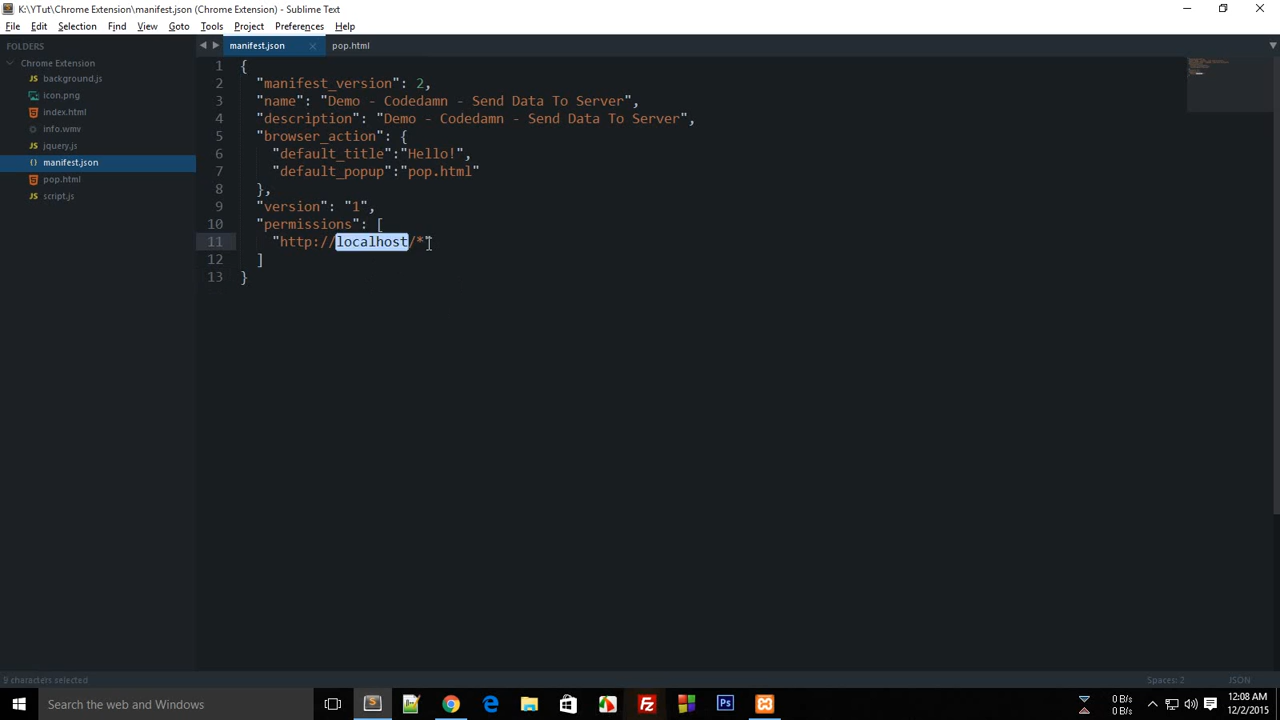 K:\YTut\Chrome Extension\manifest.json (Chrome Extension) - Sublime Text
File Edit Selection Find View Goto Tools Project Preferences Help
FOLDERS
Chrome Extension
background.js
icon.png
index.html
info.wmv
jquery.js
manifest.json
pop.html
script.js
manifest.json pop.html
1 {
2 "manifest_version": 2,
3 "name": "Demo - Codedamn - Send Data To Server",
4 "description": "Demo - Codedamn - Send Data To Server",
5 "browser_action": {
6 "default_title":"Hello!",
7 "default_popup":"pop.html"
8 },
9 "version": "1",
10 "permissions": [
11 "http://localhost/*"
12 ]
13 }
9 characters selected Spaces: 2 JSON
Search the web and Windows
0 B/s
0 B/s
12:08 AM
12/2/2015